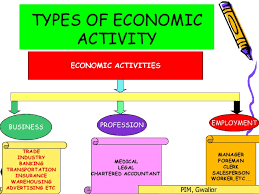 TYPES OF ECONOMIC
ACTIVITY
ECONOMIC ACTIVITIES
BUSINESS
PROFESSION
EMPLOYMENT
TRADE
INDUSTRY
BANKING
TRANSPORTATION
INSURANCE
WAREHOUSING
ADVERTISING ETC.
MEDICAL
LEGAL
CHARTERED ACCOUNTANT
MANAGER
FOREMAN
CLERK
SALESPERSON
WORKER,ETC...
PIM, Gwalior